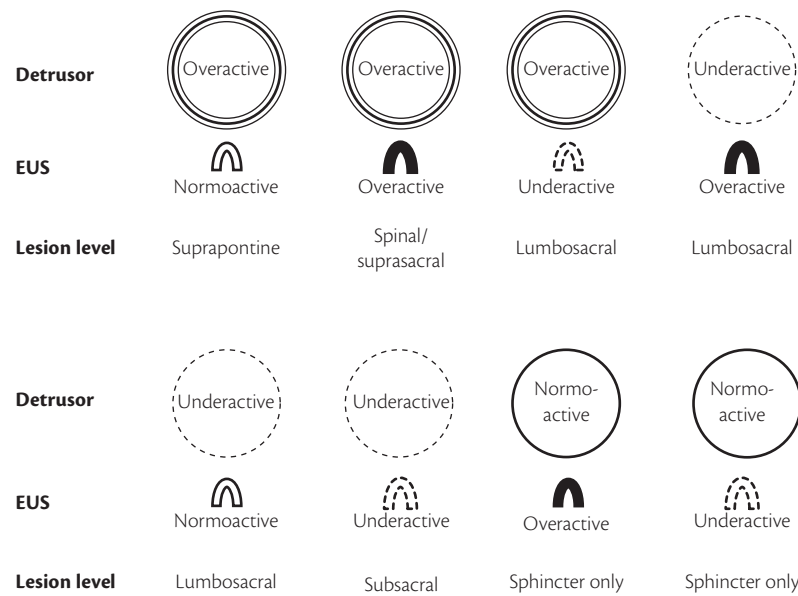 Detrusor Overactive Overactive Overactive Underactive
EUS
Normoactive Overactive Underactive Overactive
Lesion level Suprapontine Spinal/ suprasacral Lumbosacral Lumbosacral
Detrusor Underactive Underactive Normo- active Normo- active
EUS
Normoactive Underactive Overactive Underactive
Lesion level Lumbosacral Subsacral Sphincter only Sphincter only